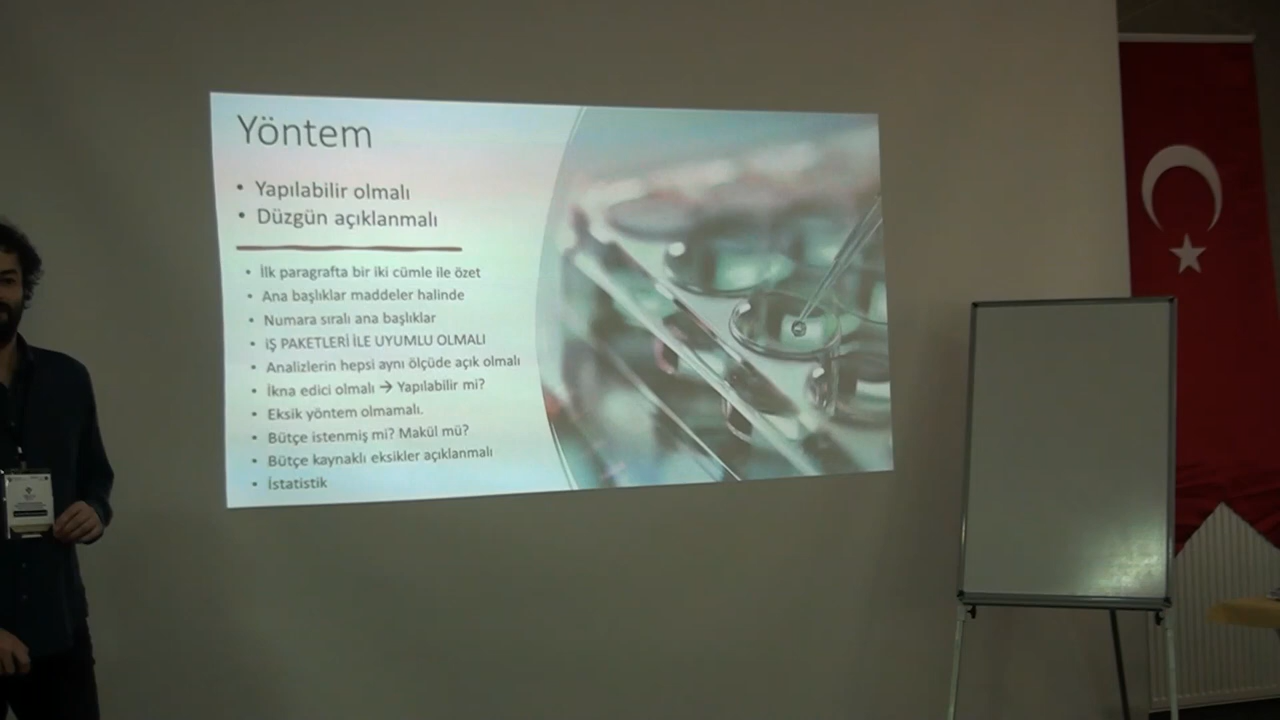 Yöntem
• Yapılabilir olmalı
• Düzgün açıklanmalı
• İlk paragrafta bir iki cümle ile özet
• Ana başlıklar maddeler halinde
• Numara sıralı ana başlıklar
• IŞ PAKETLERİ İLE UYUMLU OLMALI
• Analizlerin hepsi aynı ölçüde açık olmalı
• İkna edici olmalı → Yapılabilir mi?
• Eksik yöntem olmamalı.
• Bütçe istenmiş mi? Makül mü?
• Bütçe kaynaklı eksikler açıklanmalı
• İstatistik